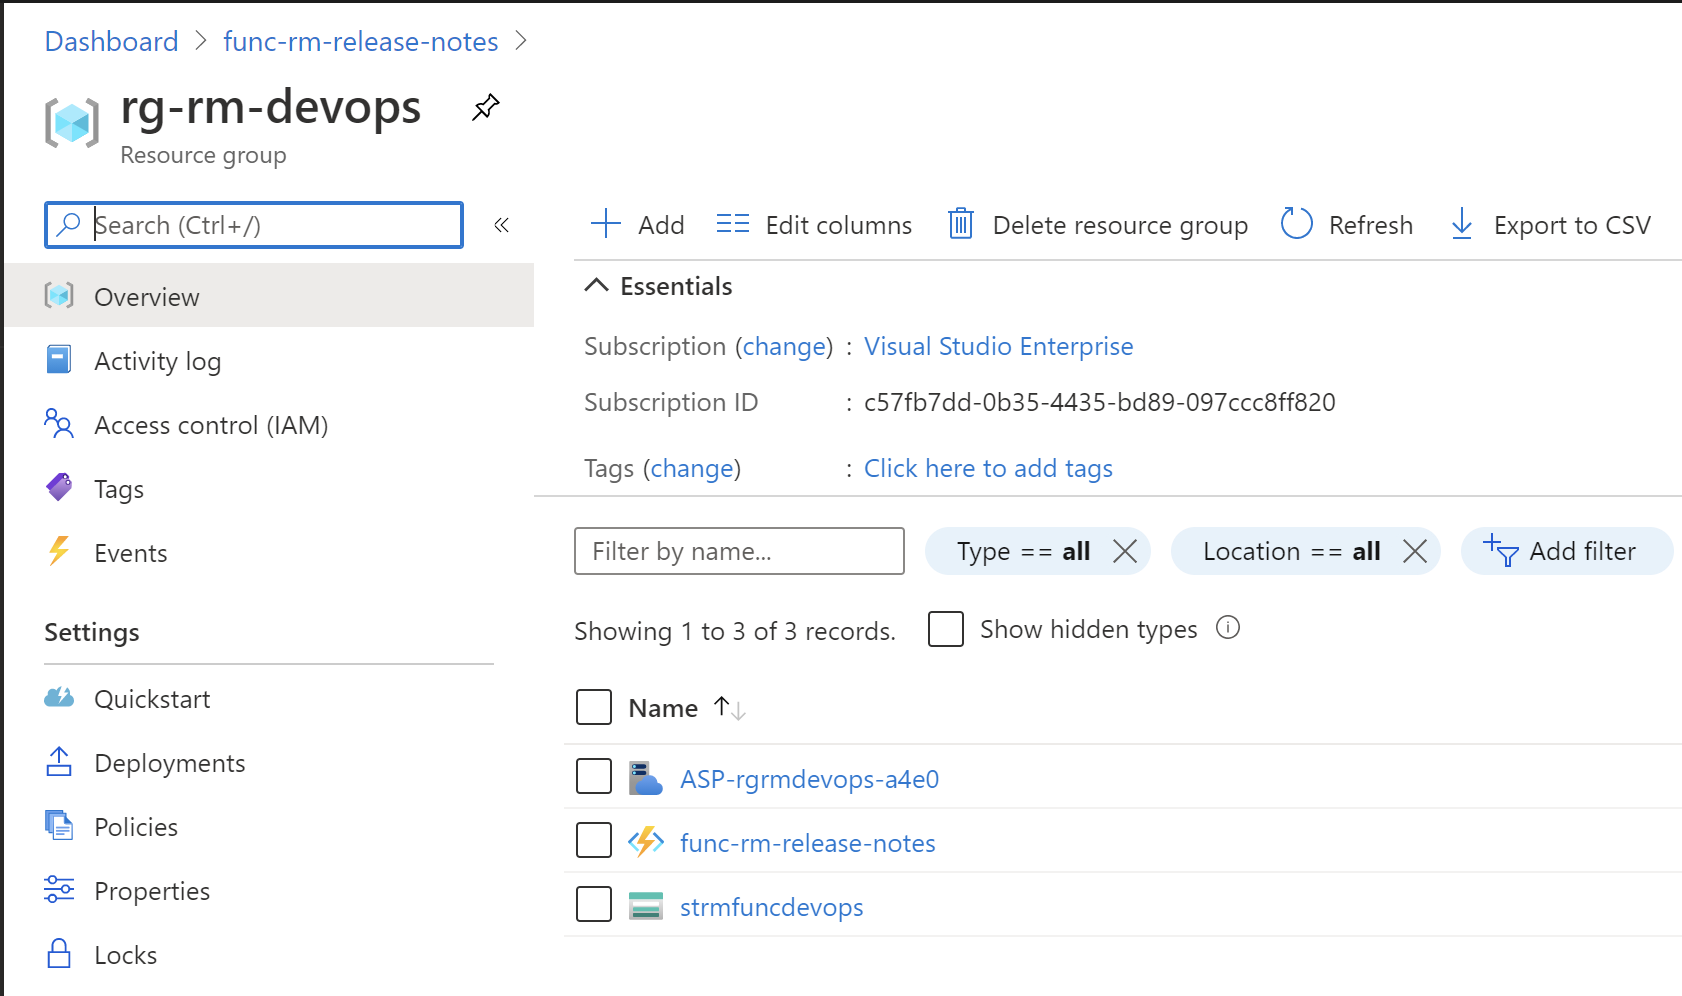 Dashboard > func-rm-release-notes >
rg-rm-devops
Resource group
Search (Ctrl+/)
«
Add
Edit columns
Delete resource group
Refresh
Export to CSV
Overview
Activity log
Access control (IAM)
Tags
Events
Settings
Quickstart
Deployments
Policies
Properties
Locks
Essentials
Subscription (change) : Visual Studio Enterprise
Subscription ID : c57fb7dd-0b35-4435-bd89-097ccc8ff820
Tags (change) : Click here to add tags
Filter by name... Type == all Location == all Add filter
Showing 1 to 3 of 3 records. Show hidden types
Name ↑↓
ASP-rgrmdevops-a4e0
func-rm-release-notes
strmfuncdevops